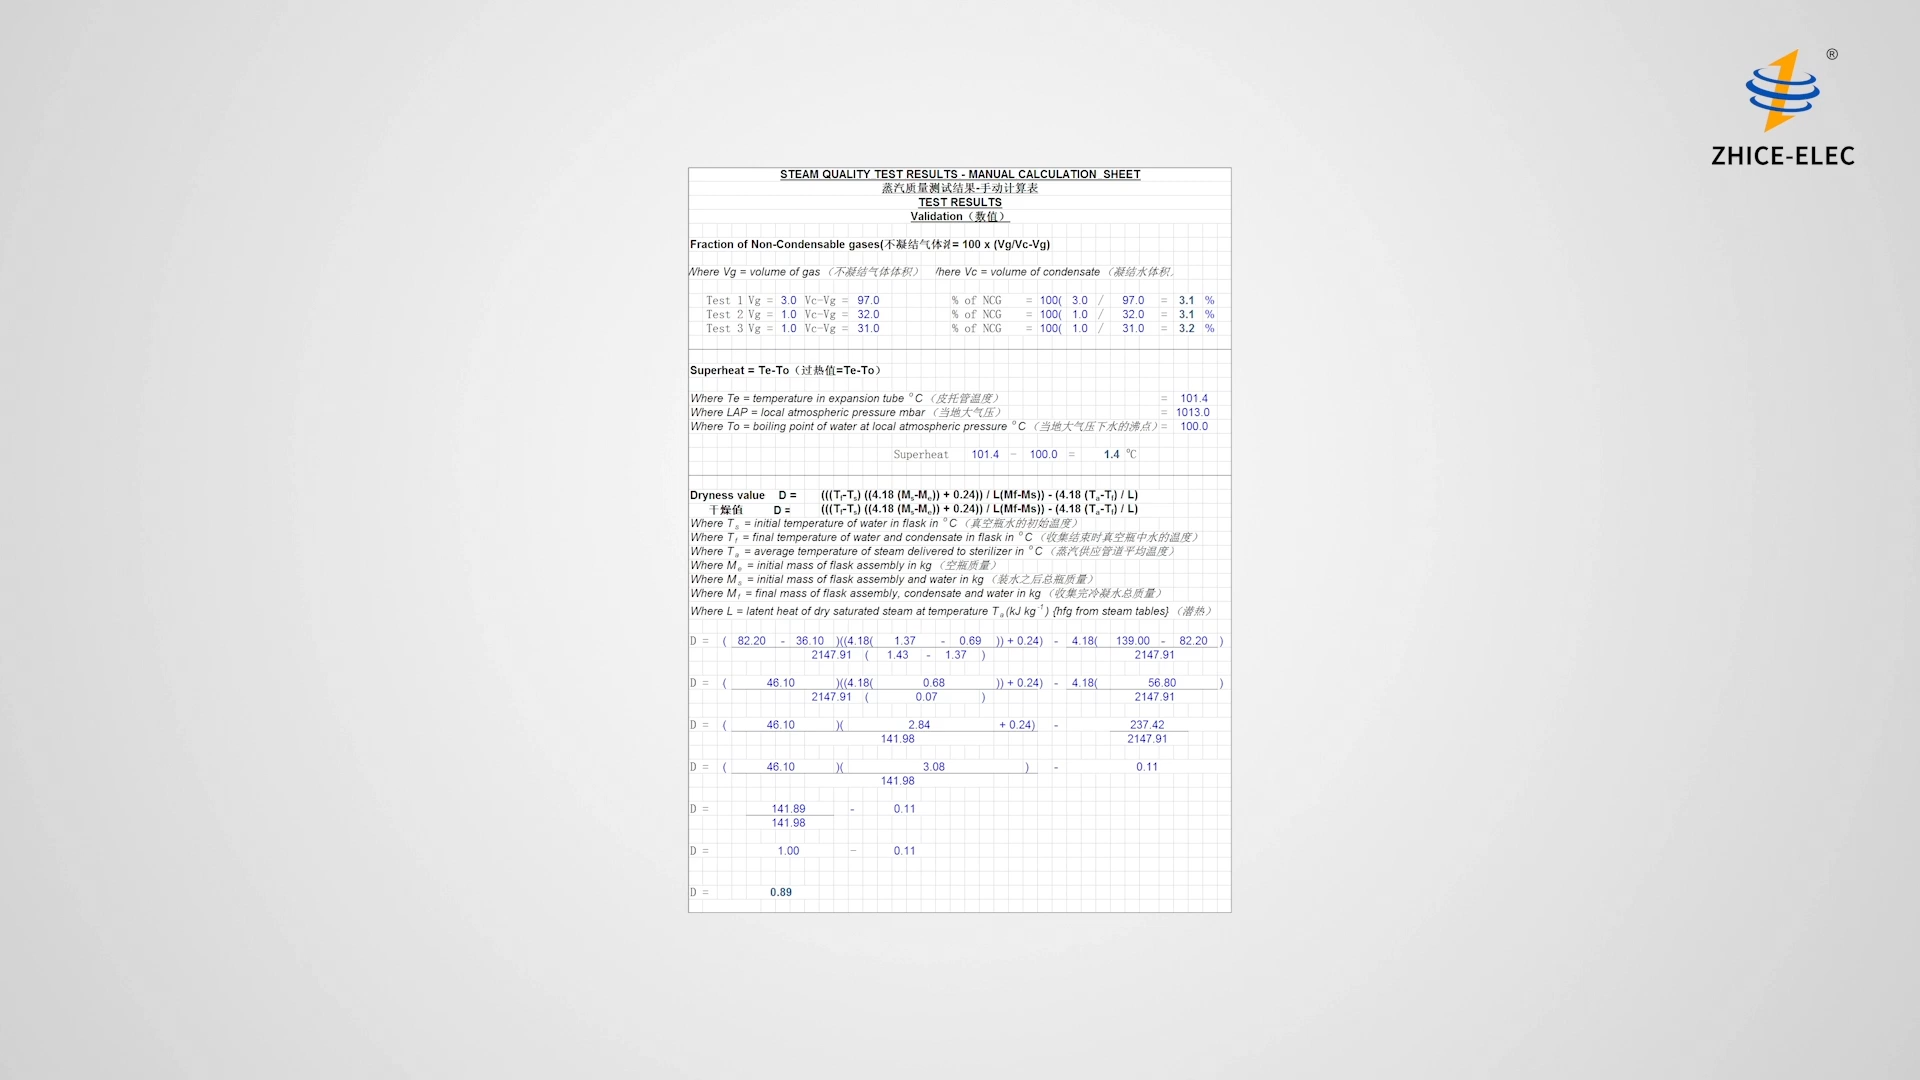 ZHICE-ELEC
®
STEAM QUALITY TEST RESULTS - MANUAL CALCULATION SHEET
蒸汽质量测试结果-手动计算表
TEST RESULTS
Validation（数值）
Fraction of Non-Condensable gases(不凝结气体 = 100 x (Vg/Vc-Vg)
Where Vg = volume of gas （不凝结气体体积） here Vc = volume of condensate （凝结水体积
Test 1 Vg = 3.0 Vc-Vg = 97.0 % of NCG = 100( 3.0 / 97.0 = 3.1 %
Test 2 Vg = 1.0 Vc-Vg = 32.0 % of NCG = 100( 1.0 / 32.0 = 3.1 %
Test 3 Vg = 1.0 Vc-Vg = 31.0 % of NCG = 100( 1.0 / 31.0 = 3.2 %
Superheat = Te-To（过热值=Te-To）
Where Te = temperature in expansion tube °C （皮托管温度） = 101.4
Where LAP = local atmospheric pressure mbar （当地大气压） = 1013.0
Where To = boiling point of water at local atmospheric pressure °C （当地大气压下水的沸点）= 100.0
Superheat 101.4 - 100.0 = 1.4 °C
Dryness value D = (((Tf-Ts) ((4.18 (Ms-Me)) + 0.24)) / L(Mf-Ms)) - (4.18 (Ta-Tf) / L)
干燥值 D = (((Tf-Ts) ((4.18 (Ms-Me)) + 0.24)) / L(Mf-Ms)) - (4.18 (Ta-Tf) / L)
Where Ts = initial temperature of water in flask in °C （真空瓶水的初始温度）
Where Tf = final temperature of water and condensate in flask in °C （收集结束时真空瓶中水的温度）
Where Ta = average temperature of steam delivered to sterilizer in °C （蒸汽供应管道平均温度）
Where Me = initial mass of flask assembly in kg （空瓶质量）
Where Ms = initial mass of flask assembly and water in kg （装水之后总瓶质量）
Where Mf = final mass of flask assembly, condensate and water in kg （收集完冷凝水总质量）
Where L = latent heat of dry saturated steam at temperature Ta (kJ kg-1) {hfg from steam tables} （潜热）
D = ( 82.20 - 36.10 )((4.18( 1.37 - 0.69 )) + 0.24) - 4.18( 139.00 - 82.20 )
2147.91 ( 1.43 - 1.37 ) 2147.91
D = ( 46.10 )((4.18( 0.68 )) + 0.24) - 4.18( 56.80 )
2147.91 ( 0.07 ) 2147.91
D = ( 46.10 )( 2.84 + 0.24) - 237.42
141.98 2147.91
D = ( 46.10 )( 3.08 ) - 0.11
141.98
D = 141.89 - 0.11
141.98
D = 1.00 - 0.11
D = 0.89